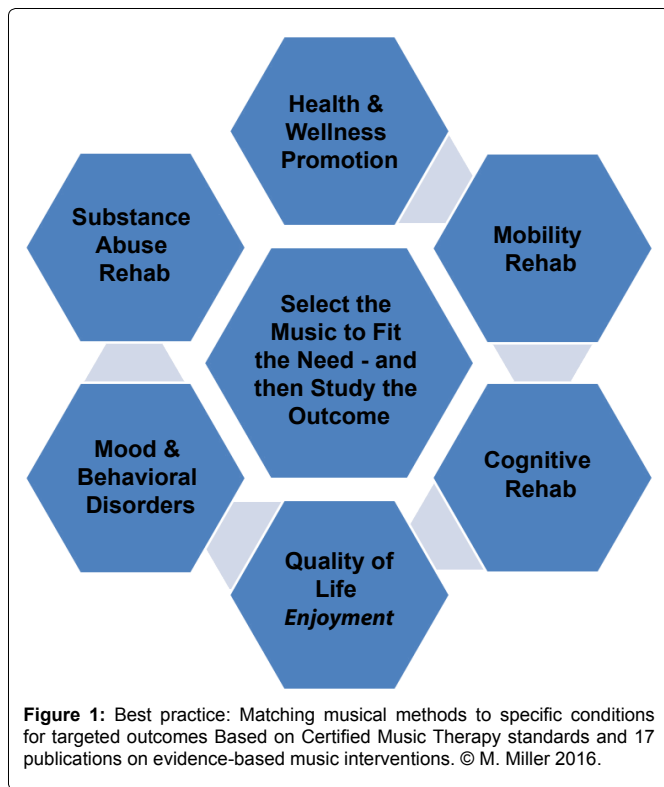 Health &
Wellness
Promotion
Substance
Abuse
Rehab
Mobility
Rehab
Select the
Music to Fit
the Need - and
then Study the
Outcome
Mood &
Behavioral
Disorders
Cognitive
Rehab
Quality of
Life
Enjoyment
Figure 1: Best practice: Matching musical methods to specific conditions
for targeted outcomes Based on Certified Music Therapy standards and 17
publications on evidence-based music interventions. © M. Miller 2016.